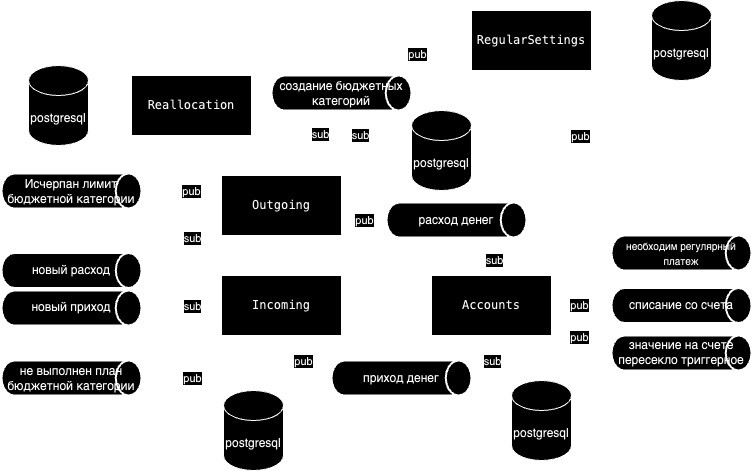 RegularSettings
postgresql
pub
создание бюджетных
категорий
Reallocation
postgresql
sub
sub
pub
postgresql
Исчерпан лимит
бюджетной категории
pub
Outgoing
pub
расход денег
sub
необходим регулярный
платеж
sub
новый расход
новый приход
sub
Incoming
Accounts
pub
списание со счета
pub
значение на счете
пересекло триггерное
pub
sub
не выполнен план
бюджетной категории
pub
приход денег
postgresql
postgresql